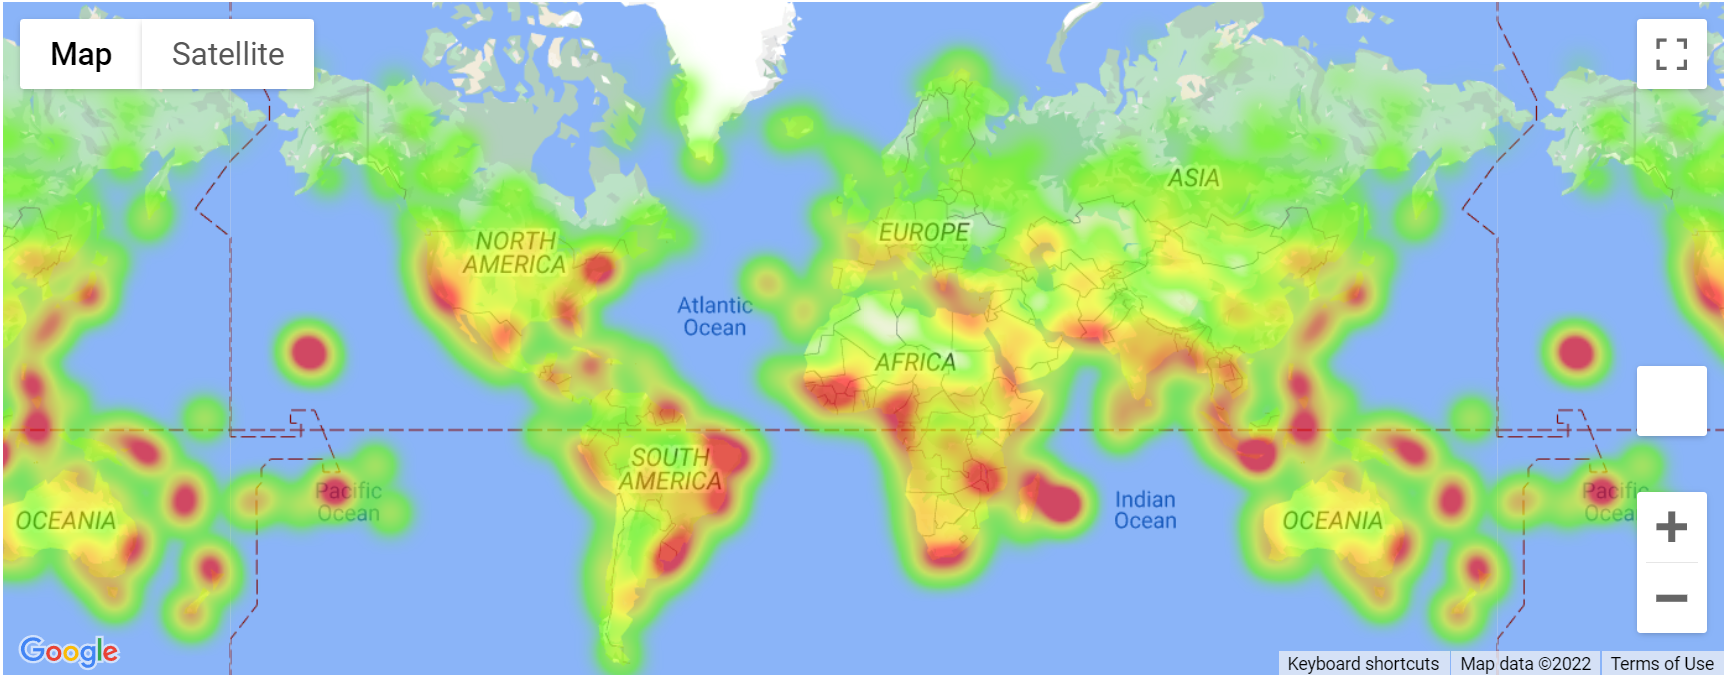 Map
Satellite
ASIA
EUROPE
NORTH
AMERICA
Atlantic
Ocean
AFRICA
SOUTH
AMERICA
Pacific
Ocean
Indian
Ocean
OCEANIA
OCEANIA
Pacific
Ocea
Google
Keyboard shortcuts
Map data ©2022
Terms of Use